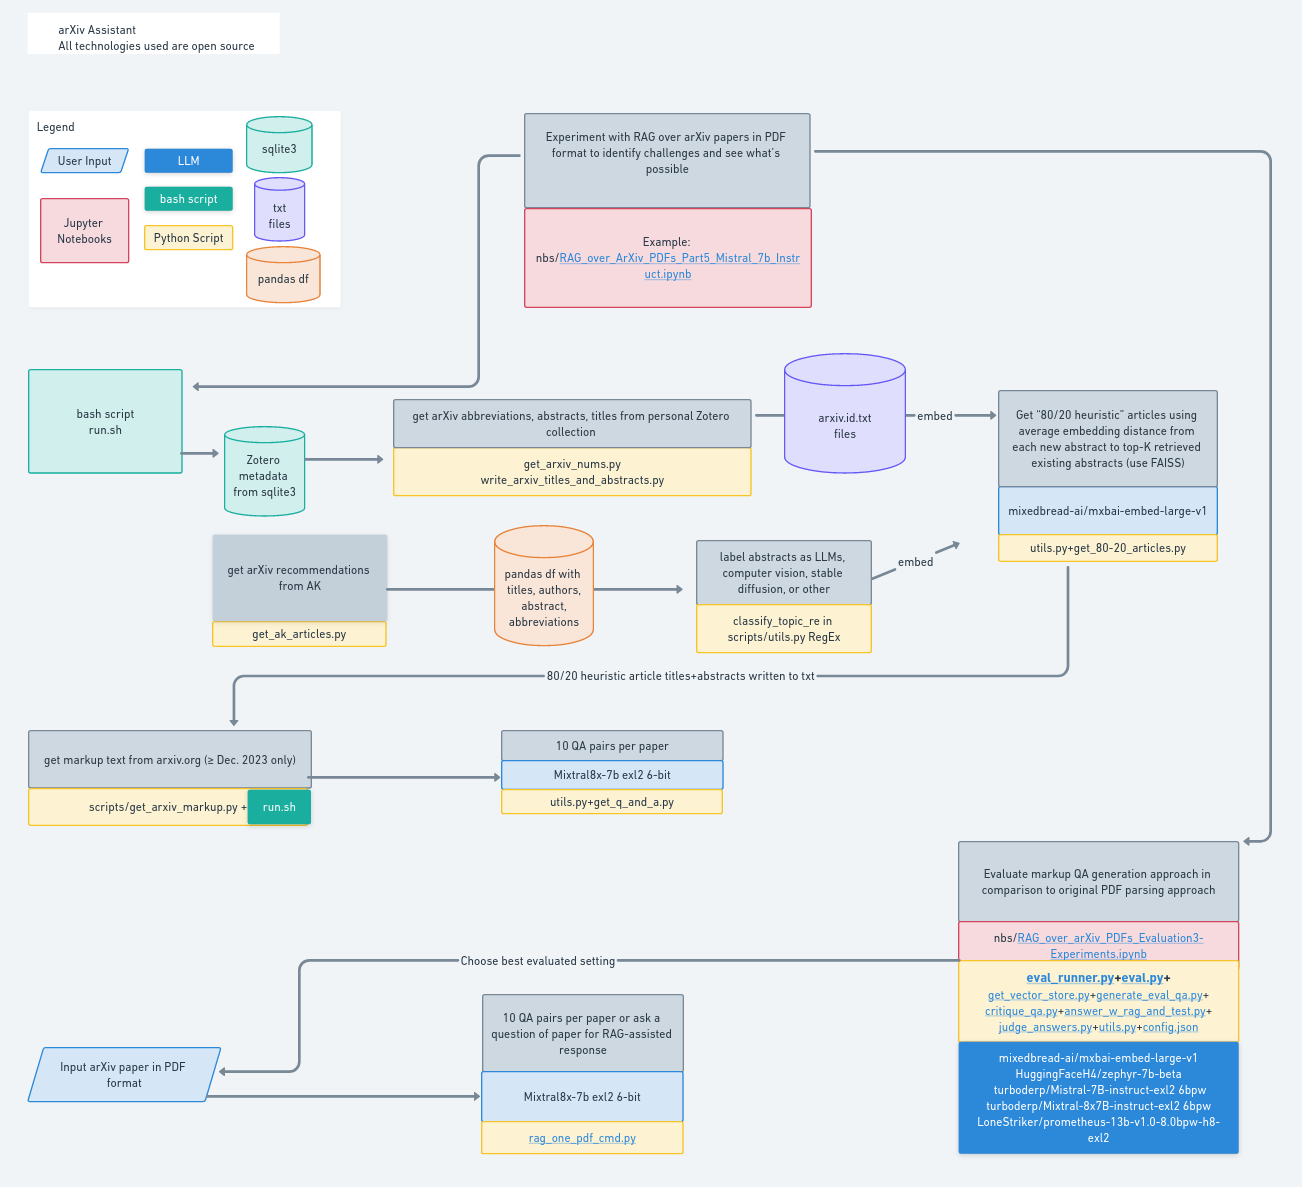 arXiv Assistant
All technologies used are open source
Legend
User Input
LLM
sqlite3
bash script
txt
files
Jupyter
Notebooks
Python Script
pandas df
Experiment with RAG over arXiv papers in PDF
format to identify challenges and see what's
possible
Example:
nbs/RAG_over_ArXiv_PDFs_Part5_Mistral_7b_Instr
uct.ipynb
bash script
run.sh
Zotero
metadata
from sqlite3
get arXiv abbreviations, abstracts, titles from personal Zotero
collection
get_arxiv_nums.py
write_arxiv_titles_and_abstracts.py
arxiv.id.txt
files
embed
Get "80/20 heuristic" articles using
average embedding distance from
each new abstract to top-K retrieved
existing abstracts (use FAISS)
mixedbread-ai/mxbai-embed-large-v1
utils.py+get_80-20_articles.py
get arXiv recommendations
from AK
get_ak_articles.py
pandas df with
titles, authors,
abstract,
abbreviations
label abstracts as LLMs,
computer vision, stable
diffusion, or other
classify_topic_re in
scripts/utils.py RegEx
embed
80/20 heuristic article titles+abstracts written to txt
get markup text from arxiv.org (≥ Dec. 2023 only)
scripts/get_arxiv_markup.py +
run.sh
10 QA pairs per paper
Mixtral8x-7b exl2 6-bit
utils.py+get_q_and_a.py
Evaluate markup QA generation approach in
comparison to original PDF parsing approach
nbs/RAG_over_arXiv_PDFs_Evaluation3-
Experiments.ipynb
eval_runner.py+eval.py+
get_vector_store.py+generate_eval_qa.py+
critique_qa.py+answer_w_rag_and_test.py+
judge_answers.py+utils.py+config.json
mixedbread-ai/mxbai-embed-large-v1
HuggingFaceH4/zephyr-7b-beta
turboderp/Mistral-7B-instruct-exl2 6bpw
turboderp/Mixtral-8x7B-instruct-exl2 6bpw
LoneStriker/prometheus-13b-v1.0-8.0bpw-h8-
exl2
Choose best evaluated setting
Input arXiv paper in PDF
format
10 QA pairs per paper or ask a
question of paper for RAG-assisted
response
Mixtral8x-7b exl2 6-bit
rag_one_pdf_cmd.py